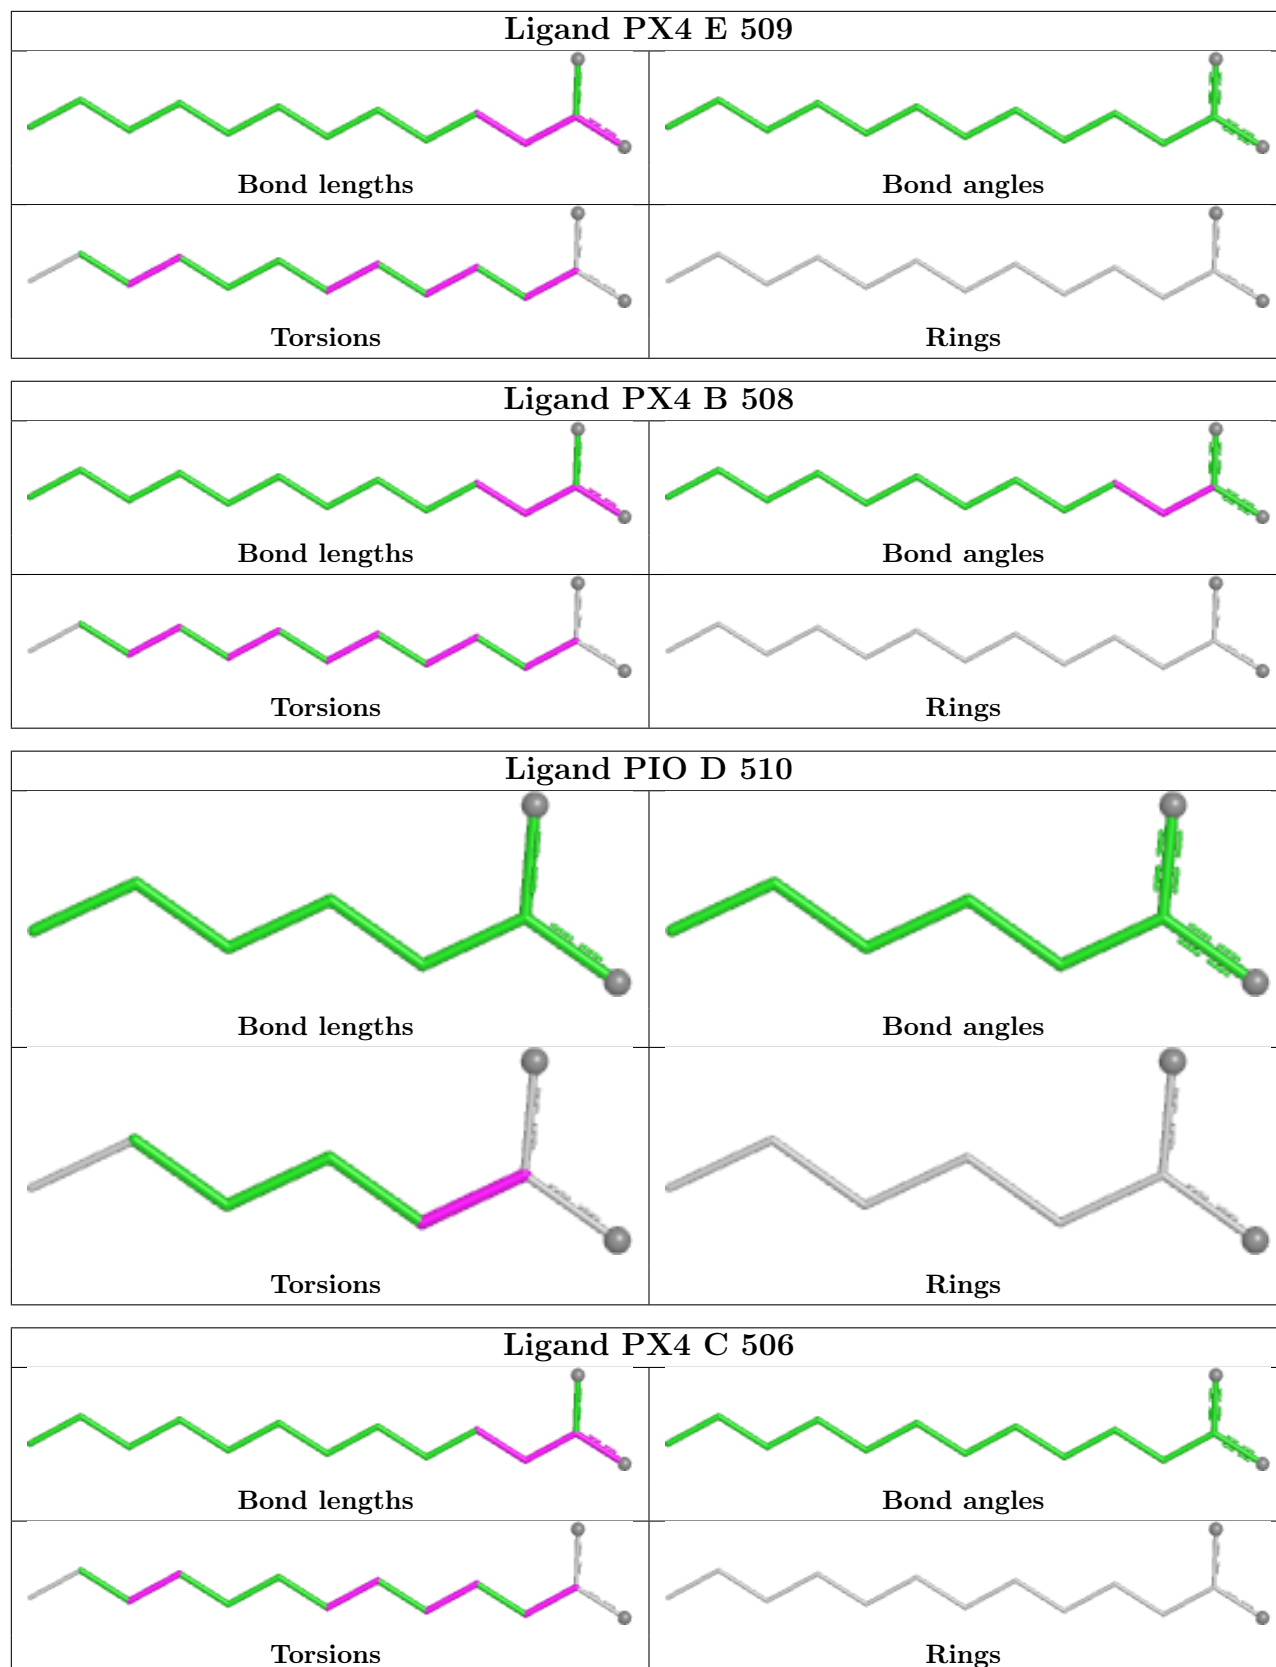 Ligand PX4 E 509
Bond lengths
Bond angles
Torsions
Rings
Ligand PX4 B 508
Bond lengths
Bond angles
Torsions
Rings
Ligand PIO D 510
Bond lengths
Bond angles
Torsions
Rings
Ligand PX4 C 506
Bond lengths
Bond angles
Torsions
Rings